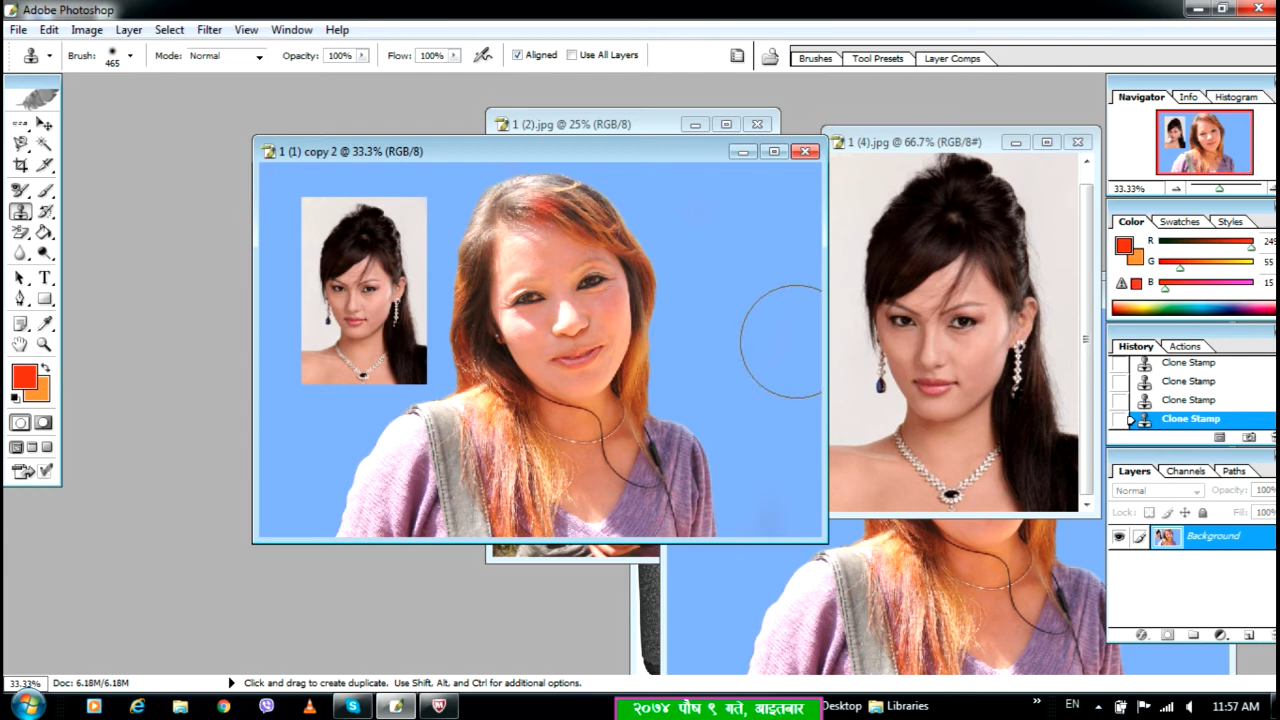 Adobe Photoshop
File Edit Image Layer Select Filter View Window Help
Brush: 465 Mode: Normal Opacity: 100% Flow: 100% Aligned Use All Layers Brushes Tool Presets Layer Comps
1 (2).jpg @ 25% (RGB/8)
1 (4).jpg @ 66.7% (RGB/8#)
1 (1) copy 2 @ 33.3% (RGB/8)
Navigator Info Histogram
33.33%
Color Swatches Styles
R 249
G 55
B 15
History Actions
Clone Stamp
Clone Stamp
Clone Stamp
Clone Stamp
Layers Channels Paths
Normal Opacity: 100%
Lock: Fill: 100%
Background
33.33% Doc: 6.18M/6.18M Click and drag to create duplicate. Use Shift, Alt, and Ctrl for additional options.
२०७४ पौष ९ गते, आइतबार Desktop Libraries EN 11:57 AM